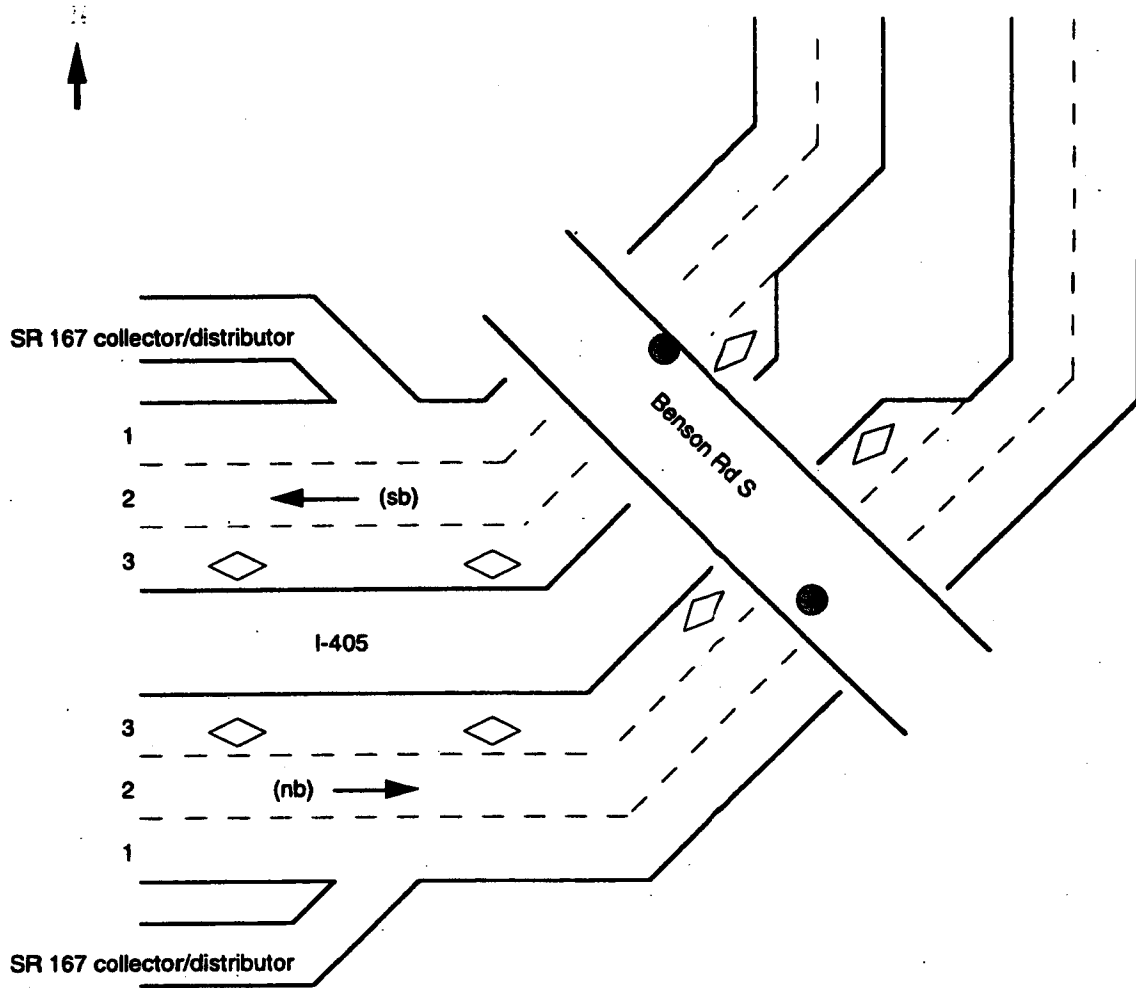 SR 167 collector/distributor
1
2
(sb)
3
I-405
3
2
(nb)
1
SR 167 collector/distributor
Benson Rd S